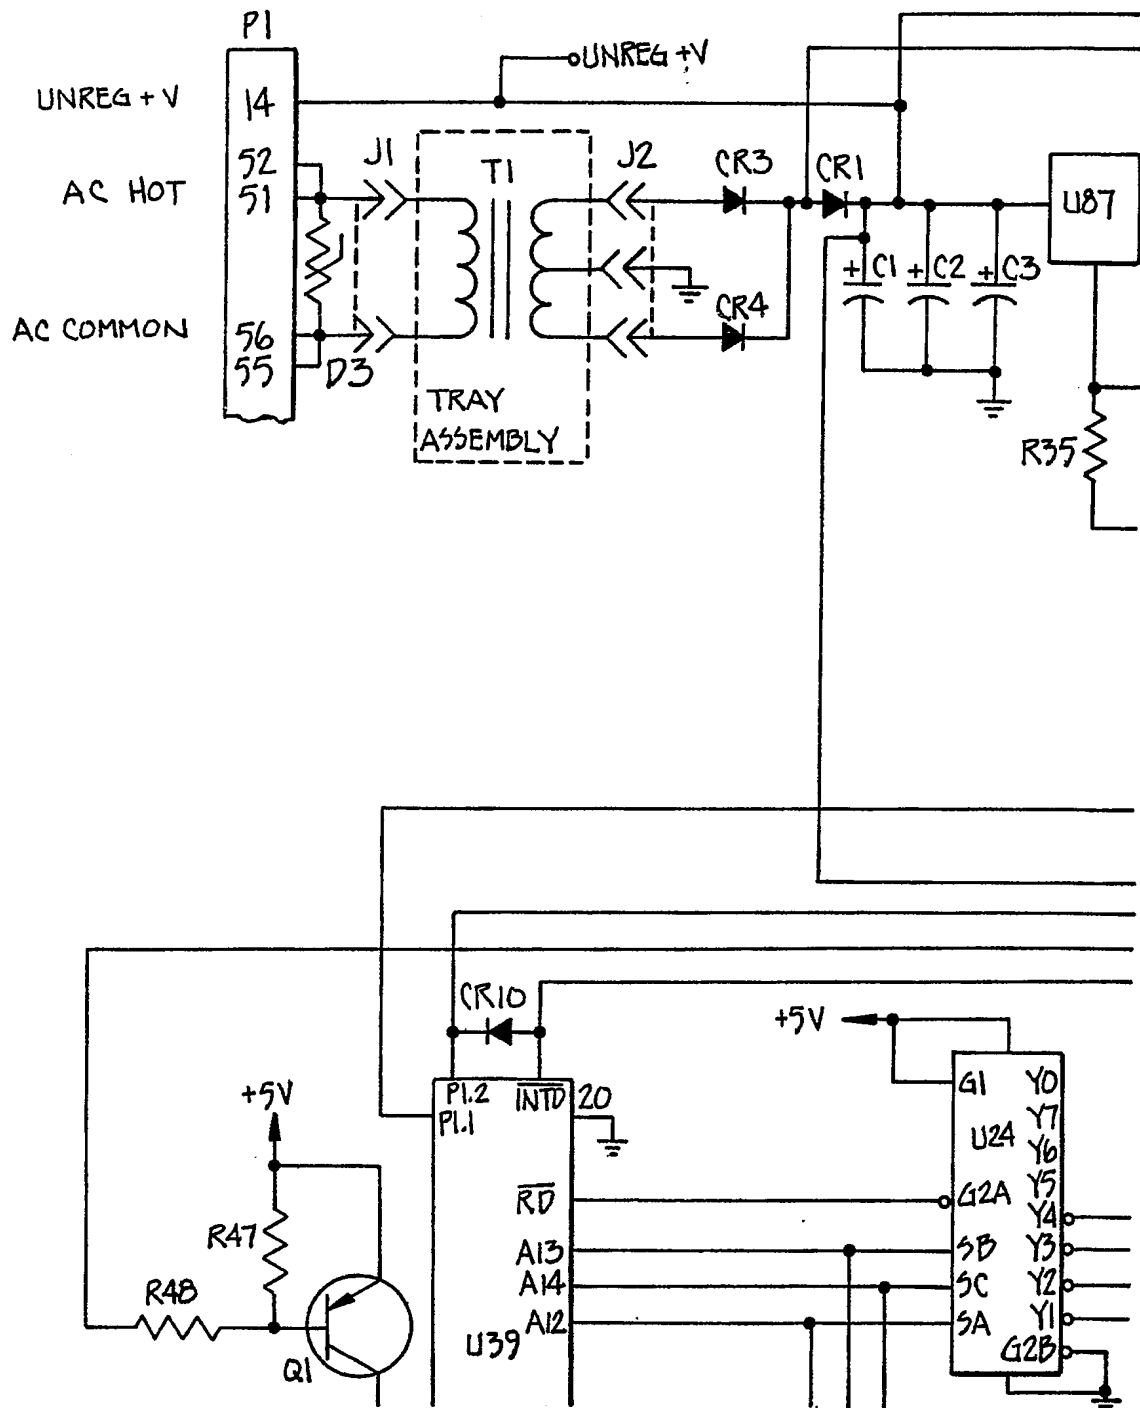 P1
UNREG +V
UNREG + V
14
52
J1
T1
J2
CR3
CR1
AC HOT
51
U87
+ C1
+ C2
+ C3
CR4
AC COMMON
56
55
D3
TRAY
ASSEMBLY
R35
CR10
+5V
+5V
P1.2
INTD
20
P1.1
G1
Y0
Y7
U24
Y6
Y5
RD
G2A
Y4
R47
A13
SB
Y3
A14
SC
Y2
R48
A12
SA
Y1
U39
G2B
Q1